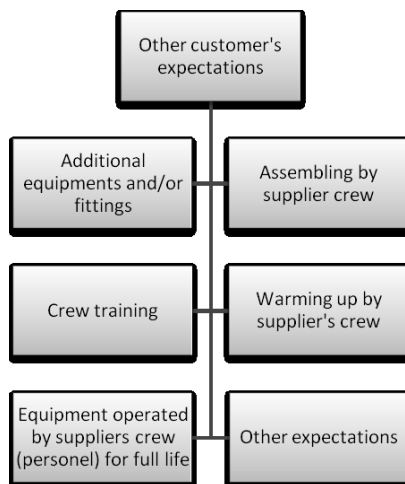 Other customer's
expectations
Additional
equipments and/or
fittings
Assembling by
supplier crew
Crew training
Warming up by
supplier's crew
Equipment operated
by suppliers crew
(personel) for full life
Other expectations